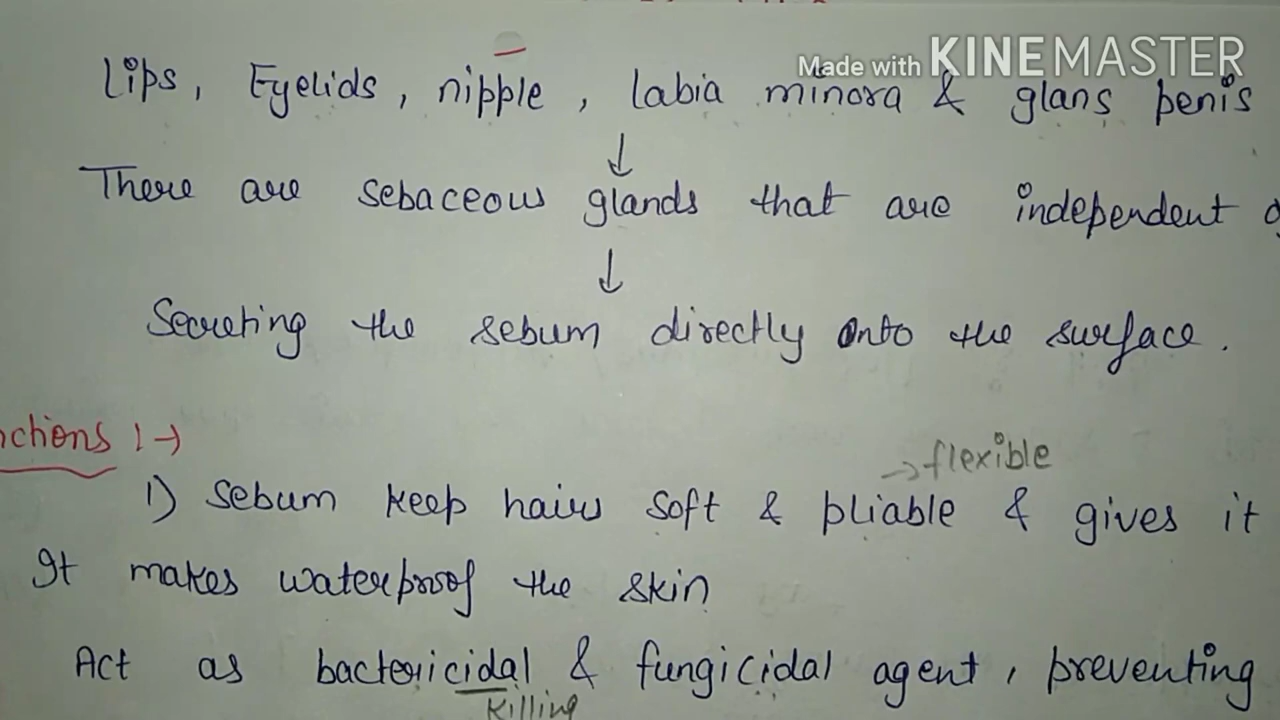 Made with KINEMASTER
Lips, Eyelids, nipple, labia minora & glans penis
↓
There are sebaceous glands that are independent
↓
Secreting the sebum directly onto the surface.
nctions :→
→flexible
1) Sebum keep hairs soft & pliable & gives it
It makes waterproof the skin
Act as bactericidal & fungicidal agent, preventing
killing